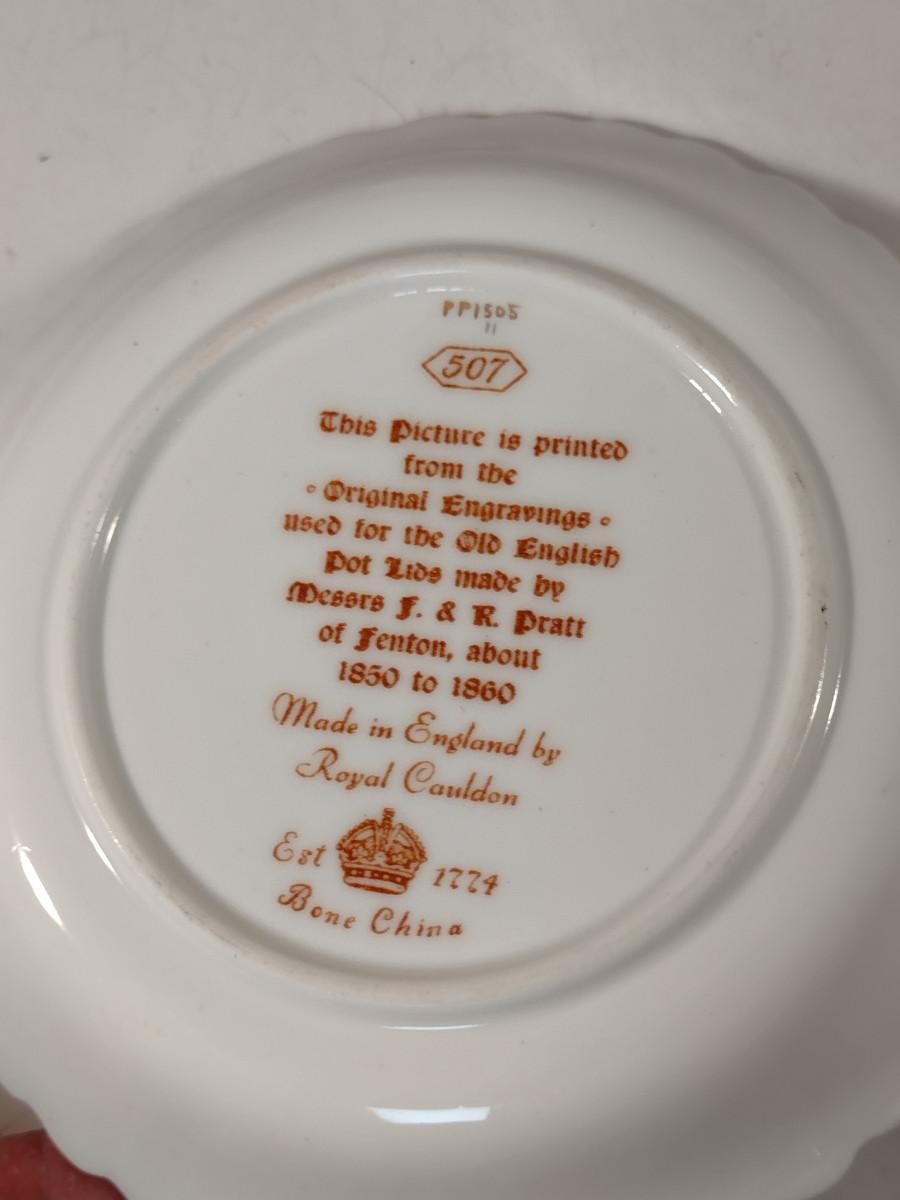 PP1505
11
507
This Picture is printed
from the
° Original Engravings °
used for the Old English
Pot Lids made by
Messrs F. & R. Pratt
of Fenton, about
1850 to 1860
Made in England by
Royal Cauldon
Est 1774
Bone China